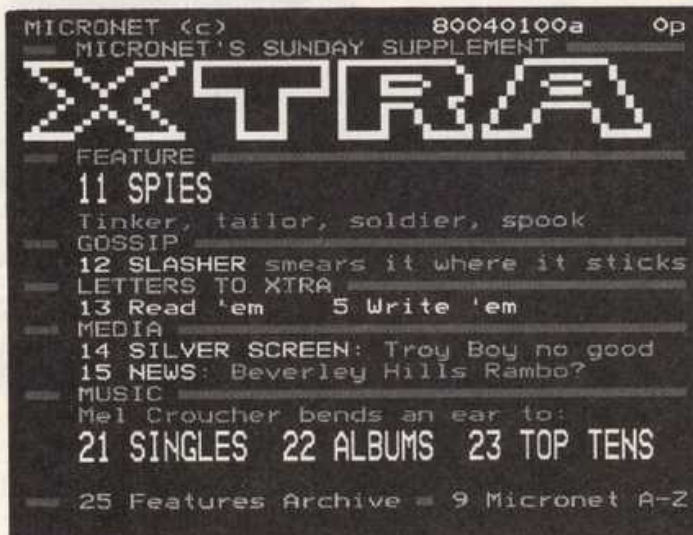 MICRONET (c) 80040100a 0p
MICRONET'S SUNDAY SUPPLEMENT
XTRA
FEATURE
11 SPIES
Tinker, tailor, soldier, spook
GOSSIP
12 SLASHER smears it where it sticks
LETTERS TO XTRA
13 Read 'em 5 Write 'em
MEDIA
14 SILVER SCREEN: Troy Boy no good
15 NEWS: Beverley Hills Rambo?
MUSIC
Mel Croucher bends an ear to:
21 SINGLES 22 ALBUMS 23 TOP TENS
25 Features Archive = 9 Micronet A-Z